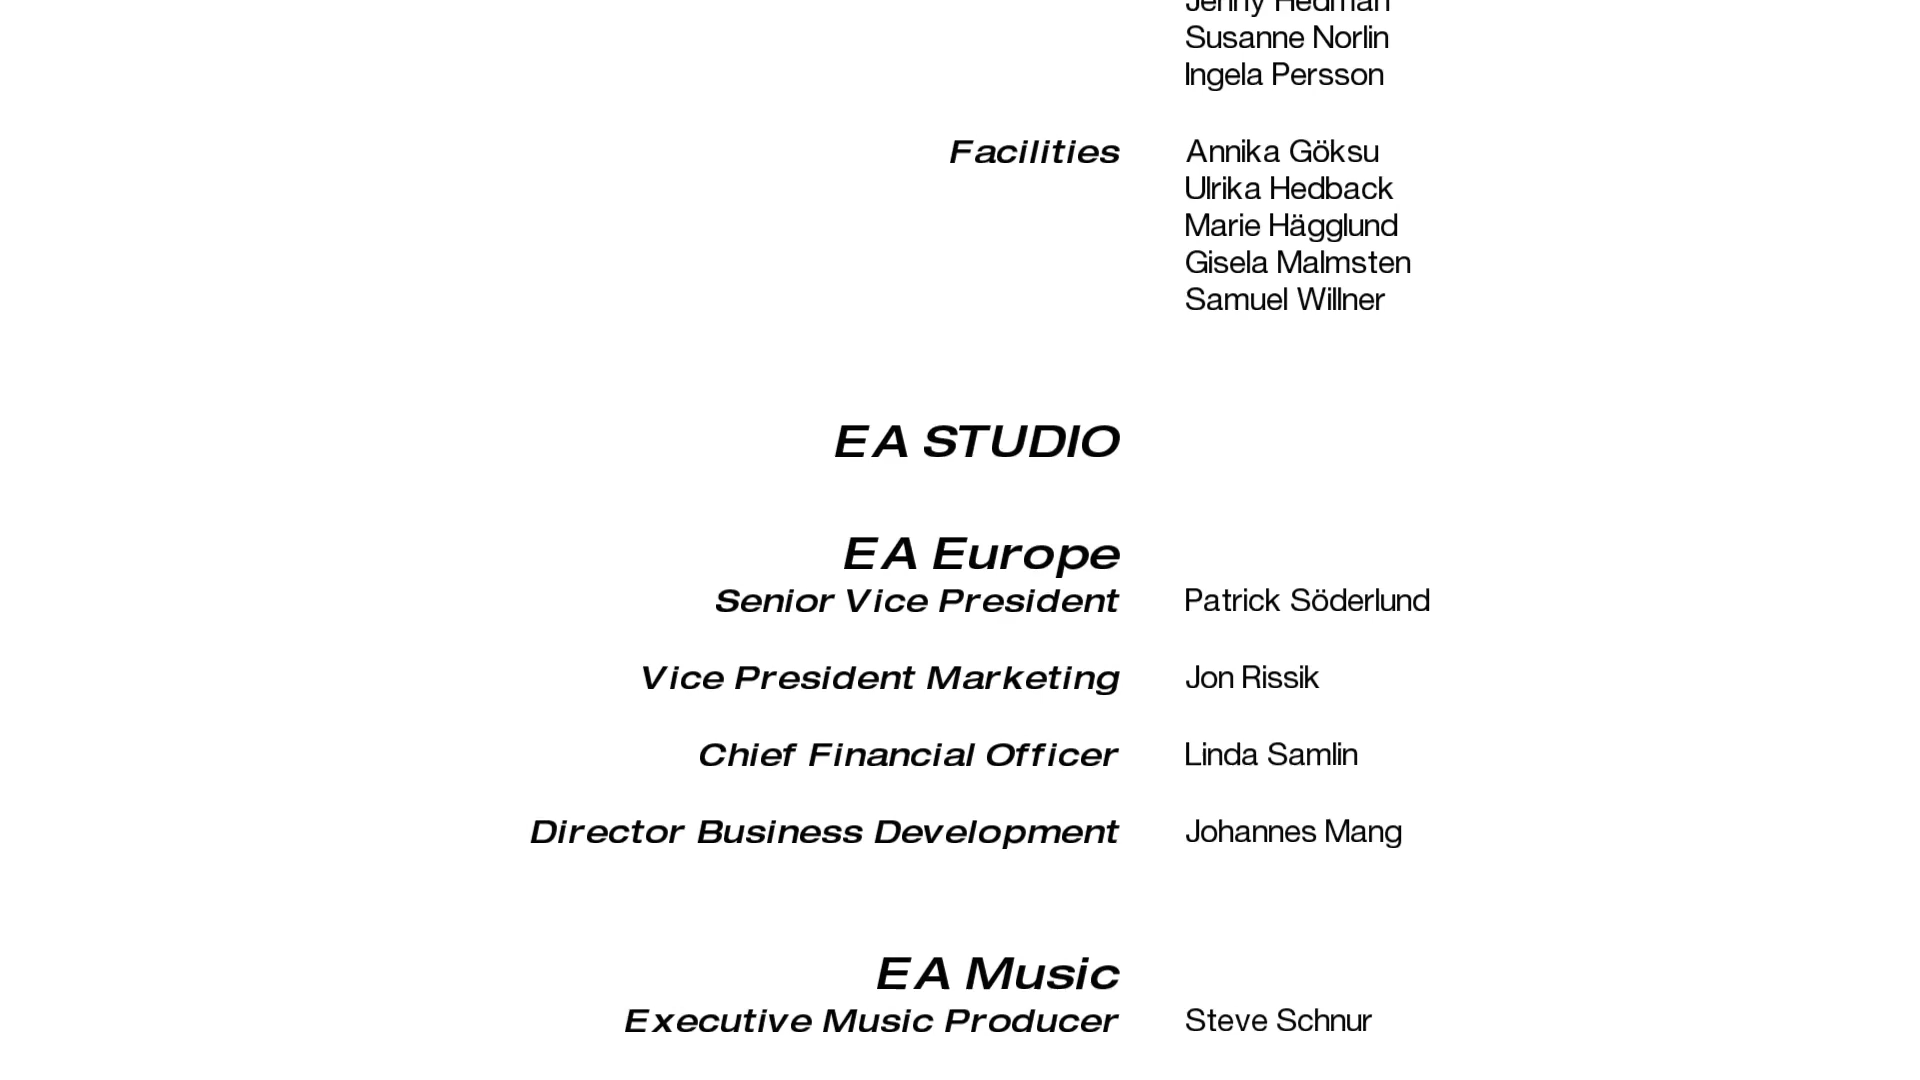 Jenny Hedman
Susanne Norlin
Ingela Persson
Facilities Annika Göksu
Ulrika Hedback
Marie Hägglund
Gisela Malmsten
Samuel Willner
EA STUDIO
EA Europe
Senior Vice President Patrick Söderlund
Vice President Marketing Jon Rissik
Chief Financial Officer Linda Samlin
Director Business Development Johannes Mang
EA Music
Executive Music Producer Steve Schnur